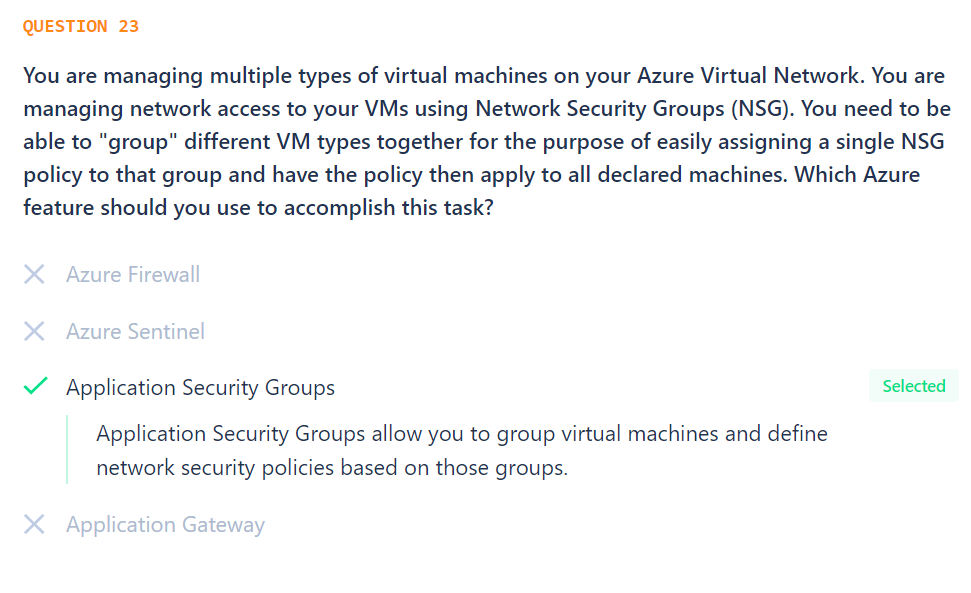 QUESTION 23
You are managing multiple types of virtual machines on your Azure Virtual Network. You are
managing network access to your VMs using Network Security Groups (NSG). You need to be
able to "group" different VM types together for the purpose of easily assigning a single NSG
policy to that group and have the policy then apply to all declared machines. Which Azure
feature should you use to accomplish this task?
Azure Firewall
Azure Sentinel
Application Security Groups
Selected
Application Security Groups allow you to group virtual machines and define
network security policies based on those groups.
Application Gateway